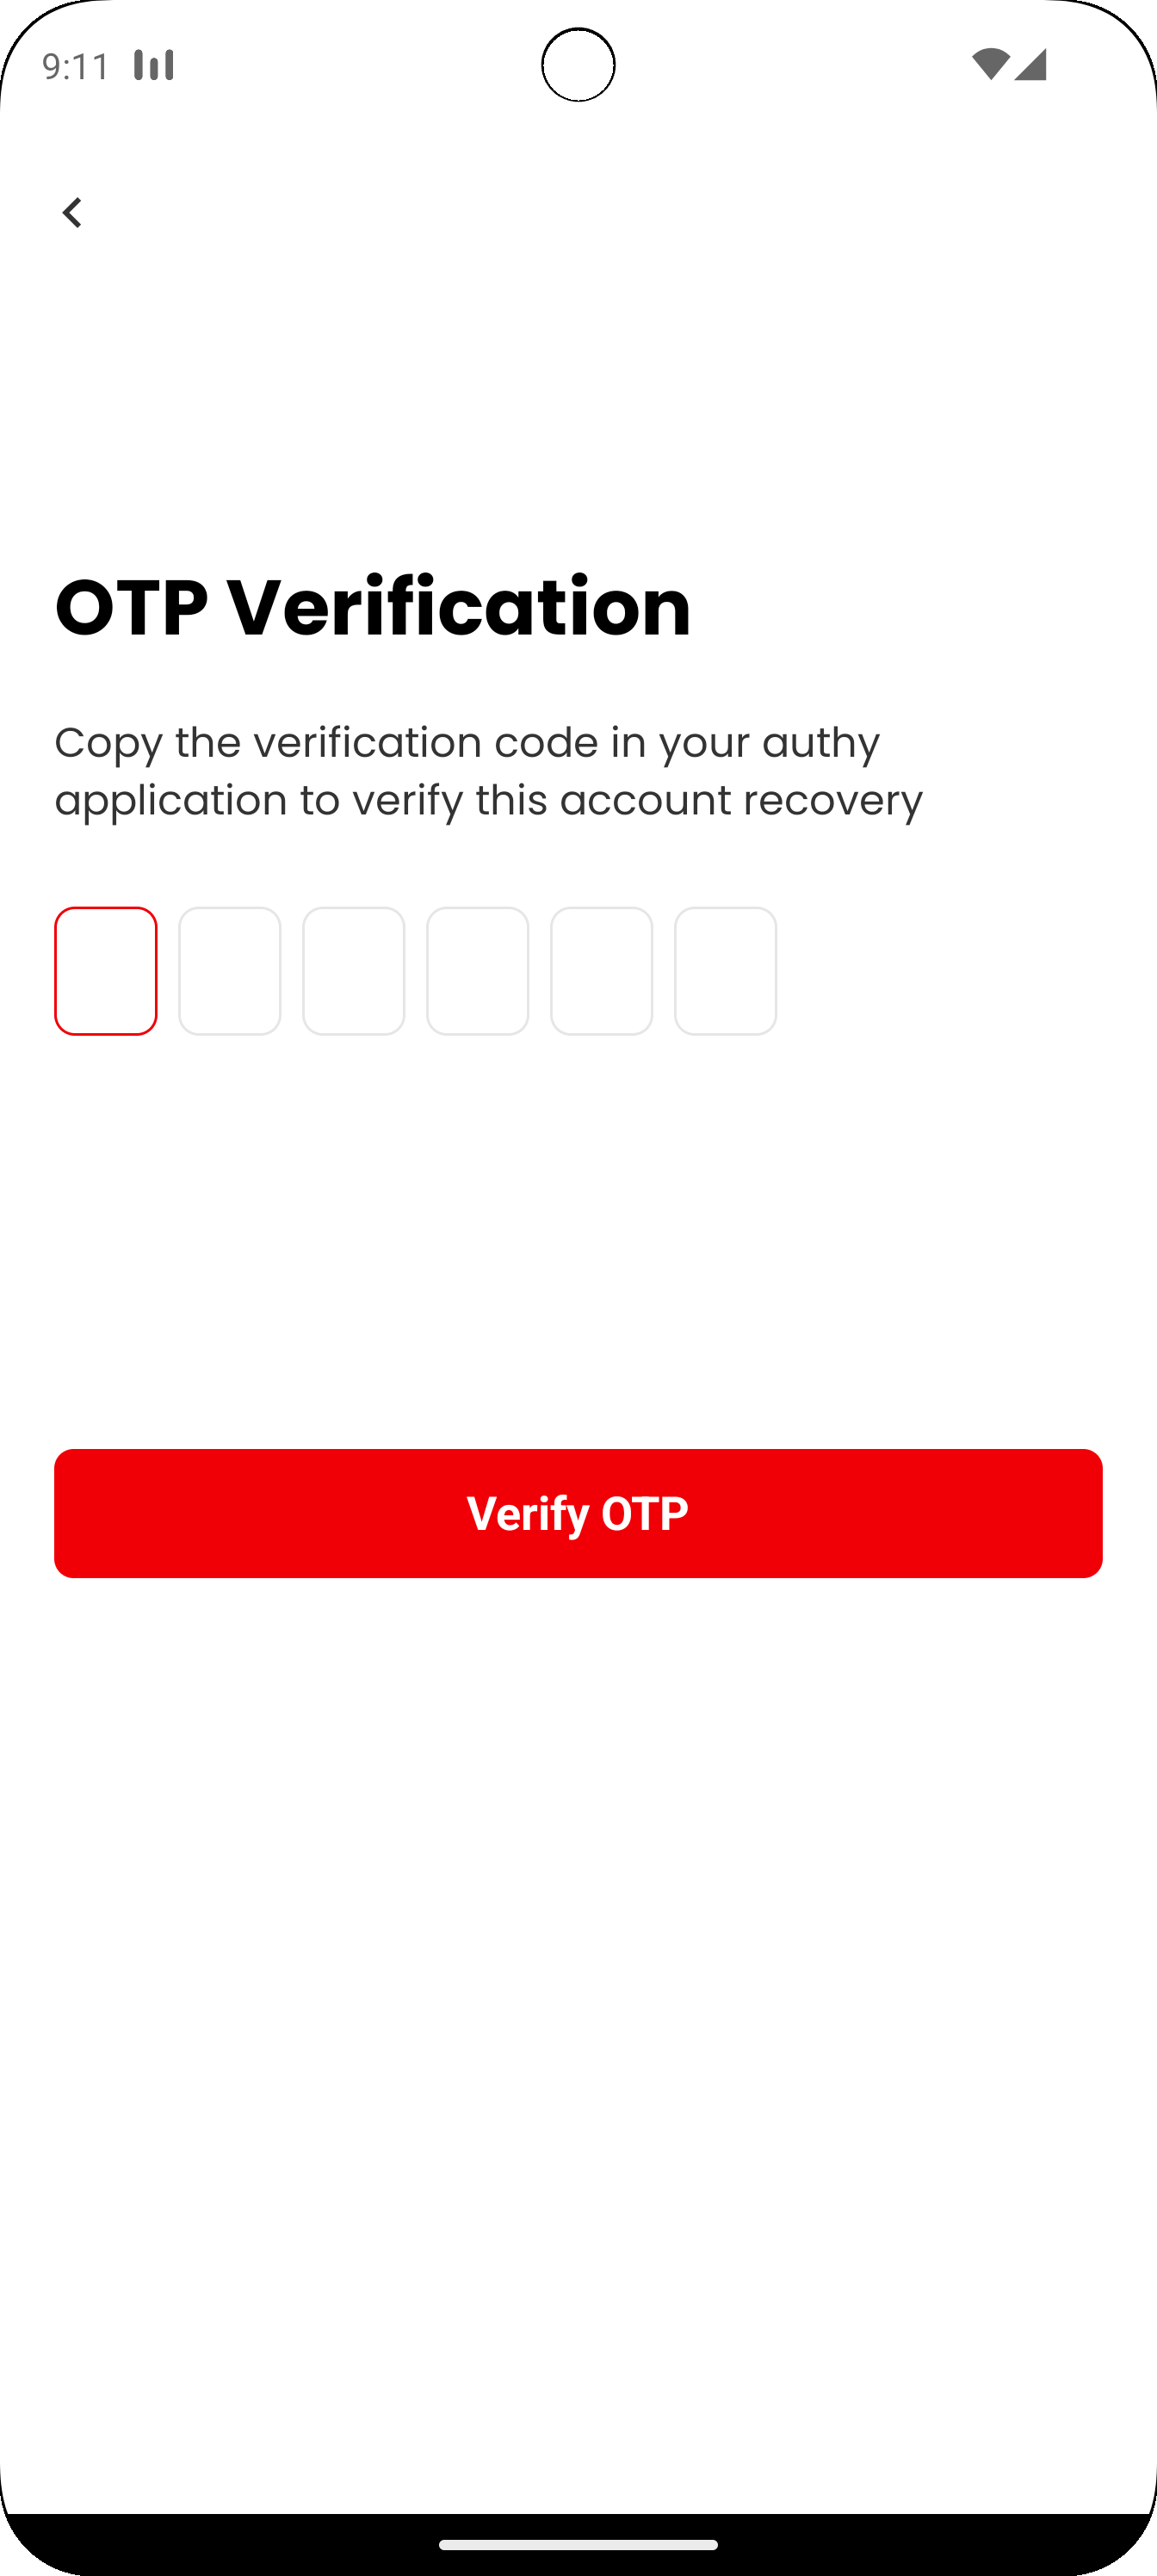 9:11
OTP Verification
Copy the verification code in your authy
application to verify this account recovery
Verify OTP